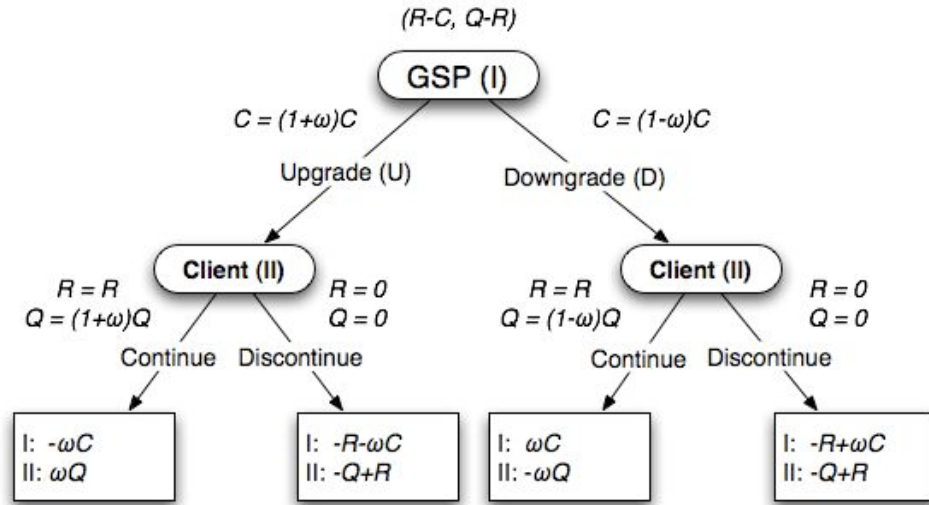 (R-C, Q-R)
GSP (I)
C = (1+ω)C
C = (1-ω)C
Upgrade (U)
Downgrade (D)
Client (II)
Client (II)
R = R
Q = (1+ω)Q
R = 0
Q = 0
R = R
Q = (1-ω)Q
R = 0
Q = 0
Continue
Discontinue
Continue
Discontinue
I: -ωC
II: ωQ
I: -R-ωC
II: -Q+R
I: ωC
II: -ωQ
I: -R+ωC
II: -Q+R